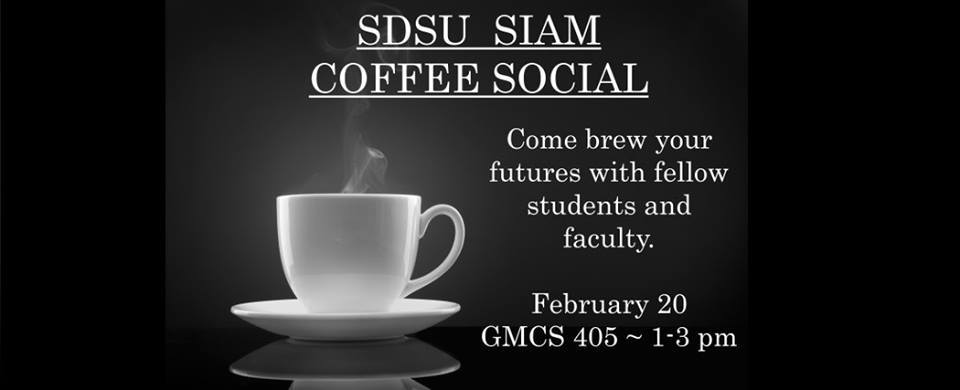 SDSU SIAM
COFFEE SOCIAL
Come brew your
futures with fellow
students and
faculty.
February 20
GMCS 405 ~ 1-3 pm